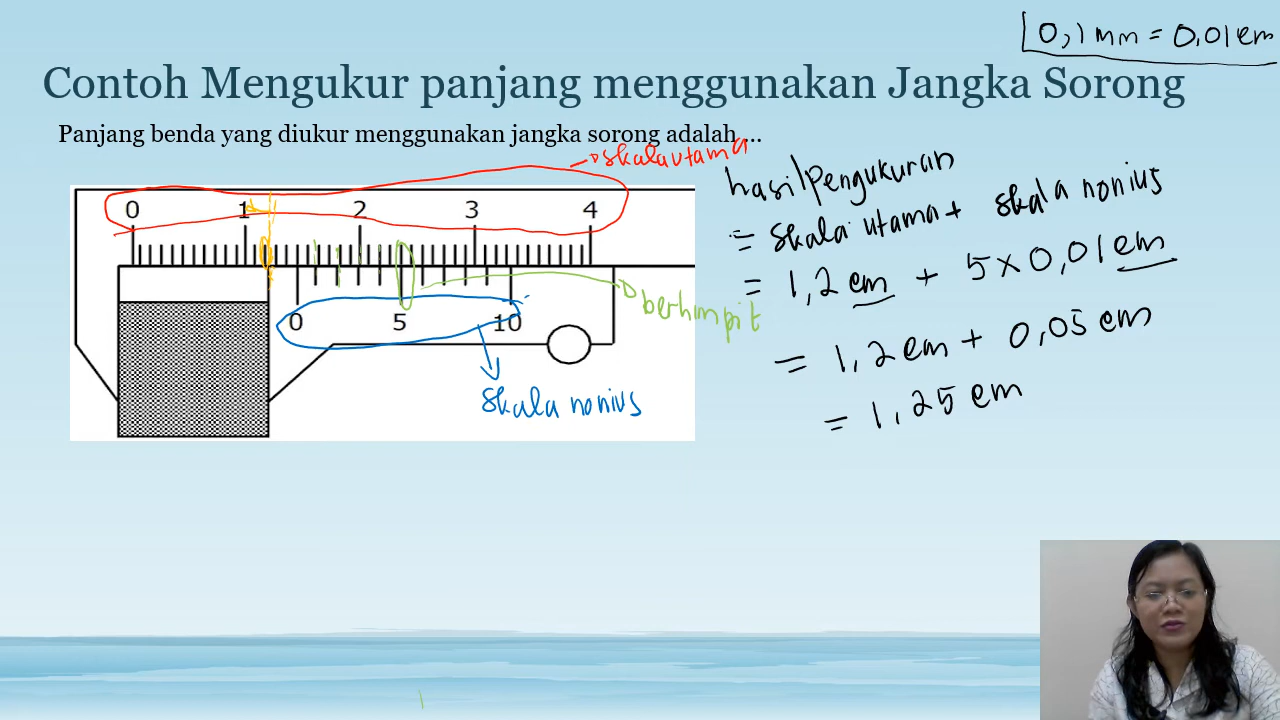 0,1 mm = 0,01 cm
Contoh Mengukur panjang menggunakan Jangka Sorong
Panjang benda yang diukur menggunakan jangka sorong adalah ...
skala utama
0 1 2 3 4
0 5 10
berhimpit
skala nonius
hasil pengukuran
= skala utama + skala nonius
= 1,2 cm + 5 x 0,01 cm
= 1,2 cm + 0,05 cm
= 1,25 cm